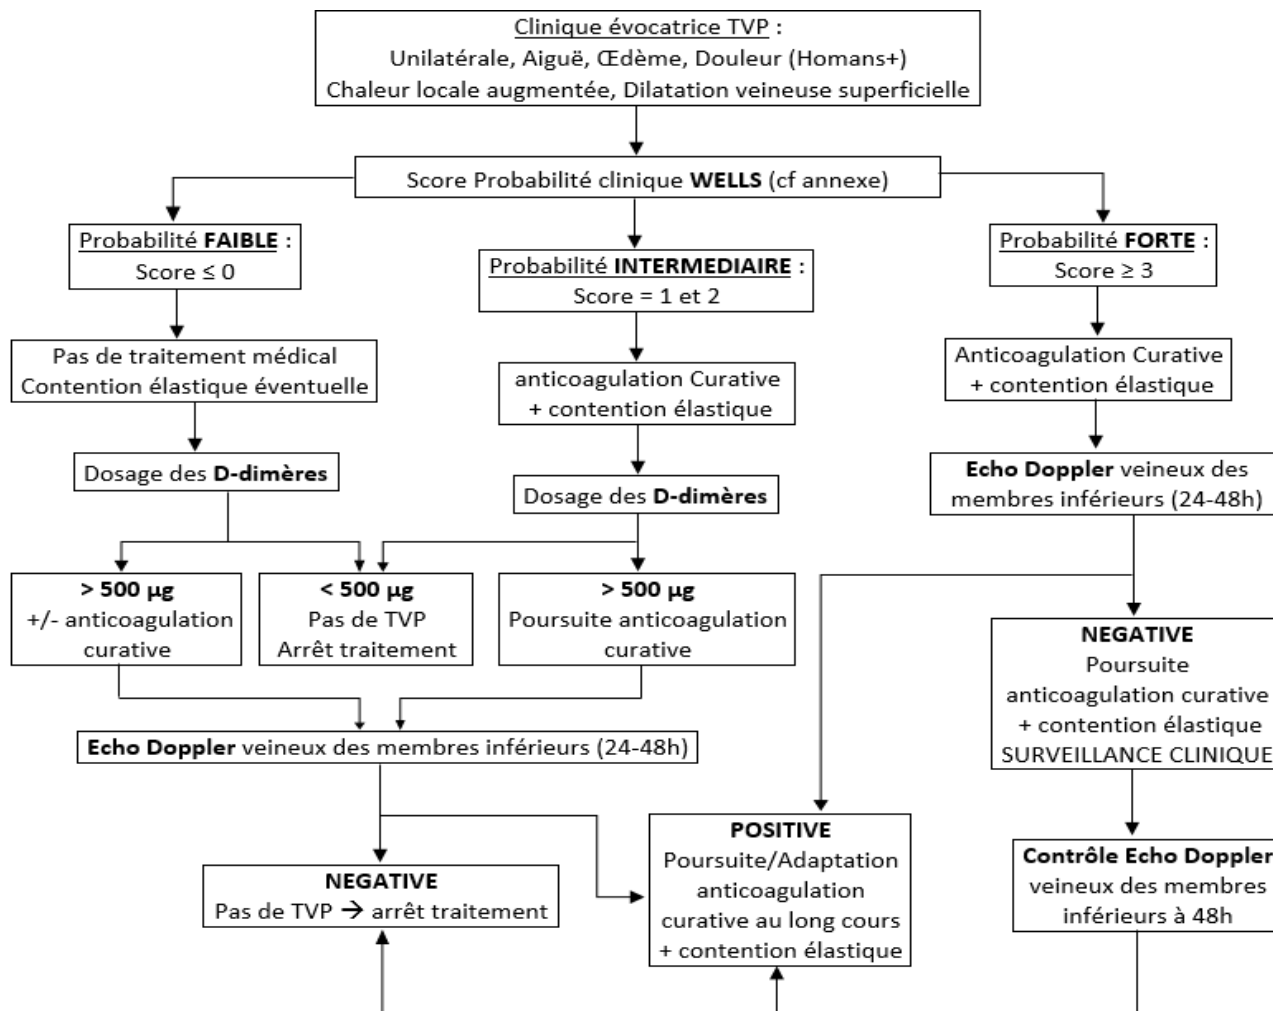 Clinique évocatrice TVP :
Unilatérale, Aiguë, Œdème, Douleur (Homans+)
Chaleur locale augmentée, Dilatation veineuse superficielle
Score Probabilité clinique WELLS (cf annexe)
Probabilité FAIBLE :
Score ≤ 0
Probabilité INTERMEDIAIRE :
Score = 1 et 2
Probabilité FORTE :
Score ≥ 3
Pas de traitement médical
Contention élastique éventuelle
anticoagulation Curative
+ contention élastique
Anticoagulation Curative
+ contention élastique
Dosage des D-dimères
Dosage des D-dimères
Echo Doppler veineux des
membres inférieurs (24-48h)
> 500 µg
+/- anticoagulation
curative
< 500 µg
Pas de TVP
Arrêt traitement
> 500 µg
Poursuite anticoagulation
curative
NEGATIVE
Poursuite
anticoagulation curative
+ contention élastique
SURVEILLANCE CLINIQUE
Echo Doppler veineux des membres inférieurs (24-48h)
NEGATIVE
Pas de TVP → arrêt traitement
POSITIVE
Poursuite/Adaptation
anticoagulation
curative au long cours
+ contention élastique
Contrôle Echo Doppler
veineux des membres
inférieurs à 48h